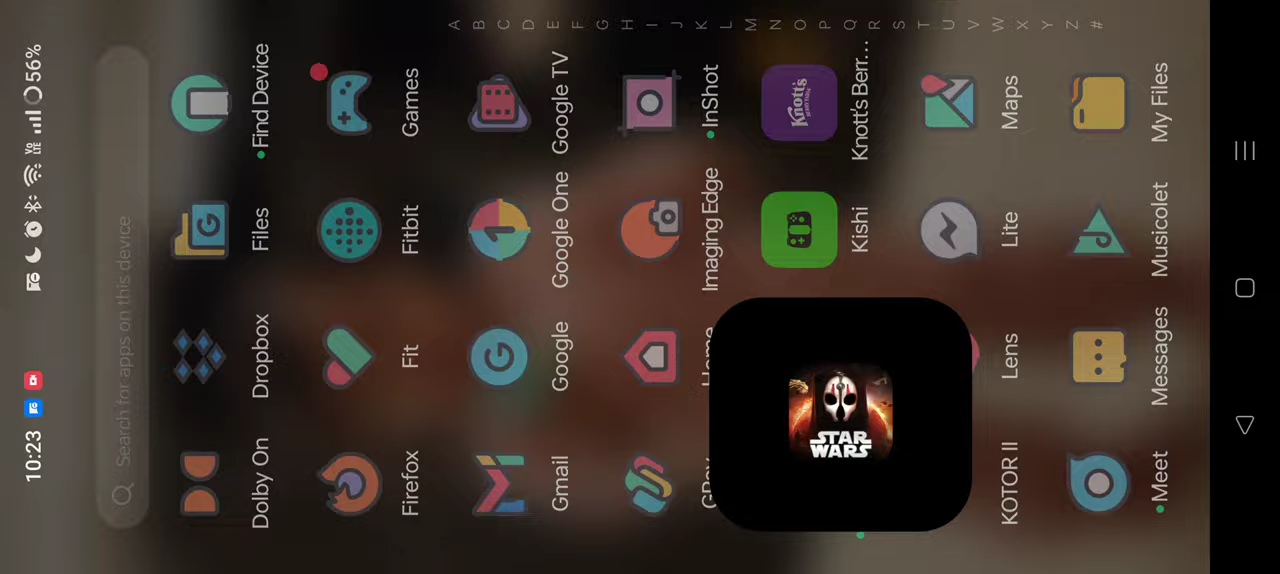 10:23
56%
Search for apps on this device
Dolby On
Dropbox
Files
Find Device
Firefox
Fit
Fitbit
Games
Gmail
Google
Google One
Google TV
Imaging Edge
InShot
Kishi
Knott's Berr...
Knott's
STAR
WARS
KOTOR II
Lens
Lite
Maps
Meet
Messages
Musicolet
My Files
A
B
C
D
E
F
G
H
I
J
K
L
M
N
O
P
Q
R
S
T
U
V
W
X
Y
Z
#